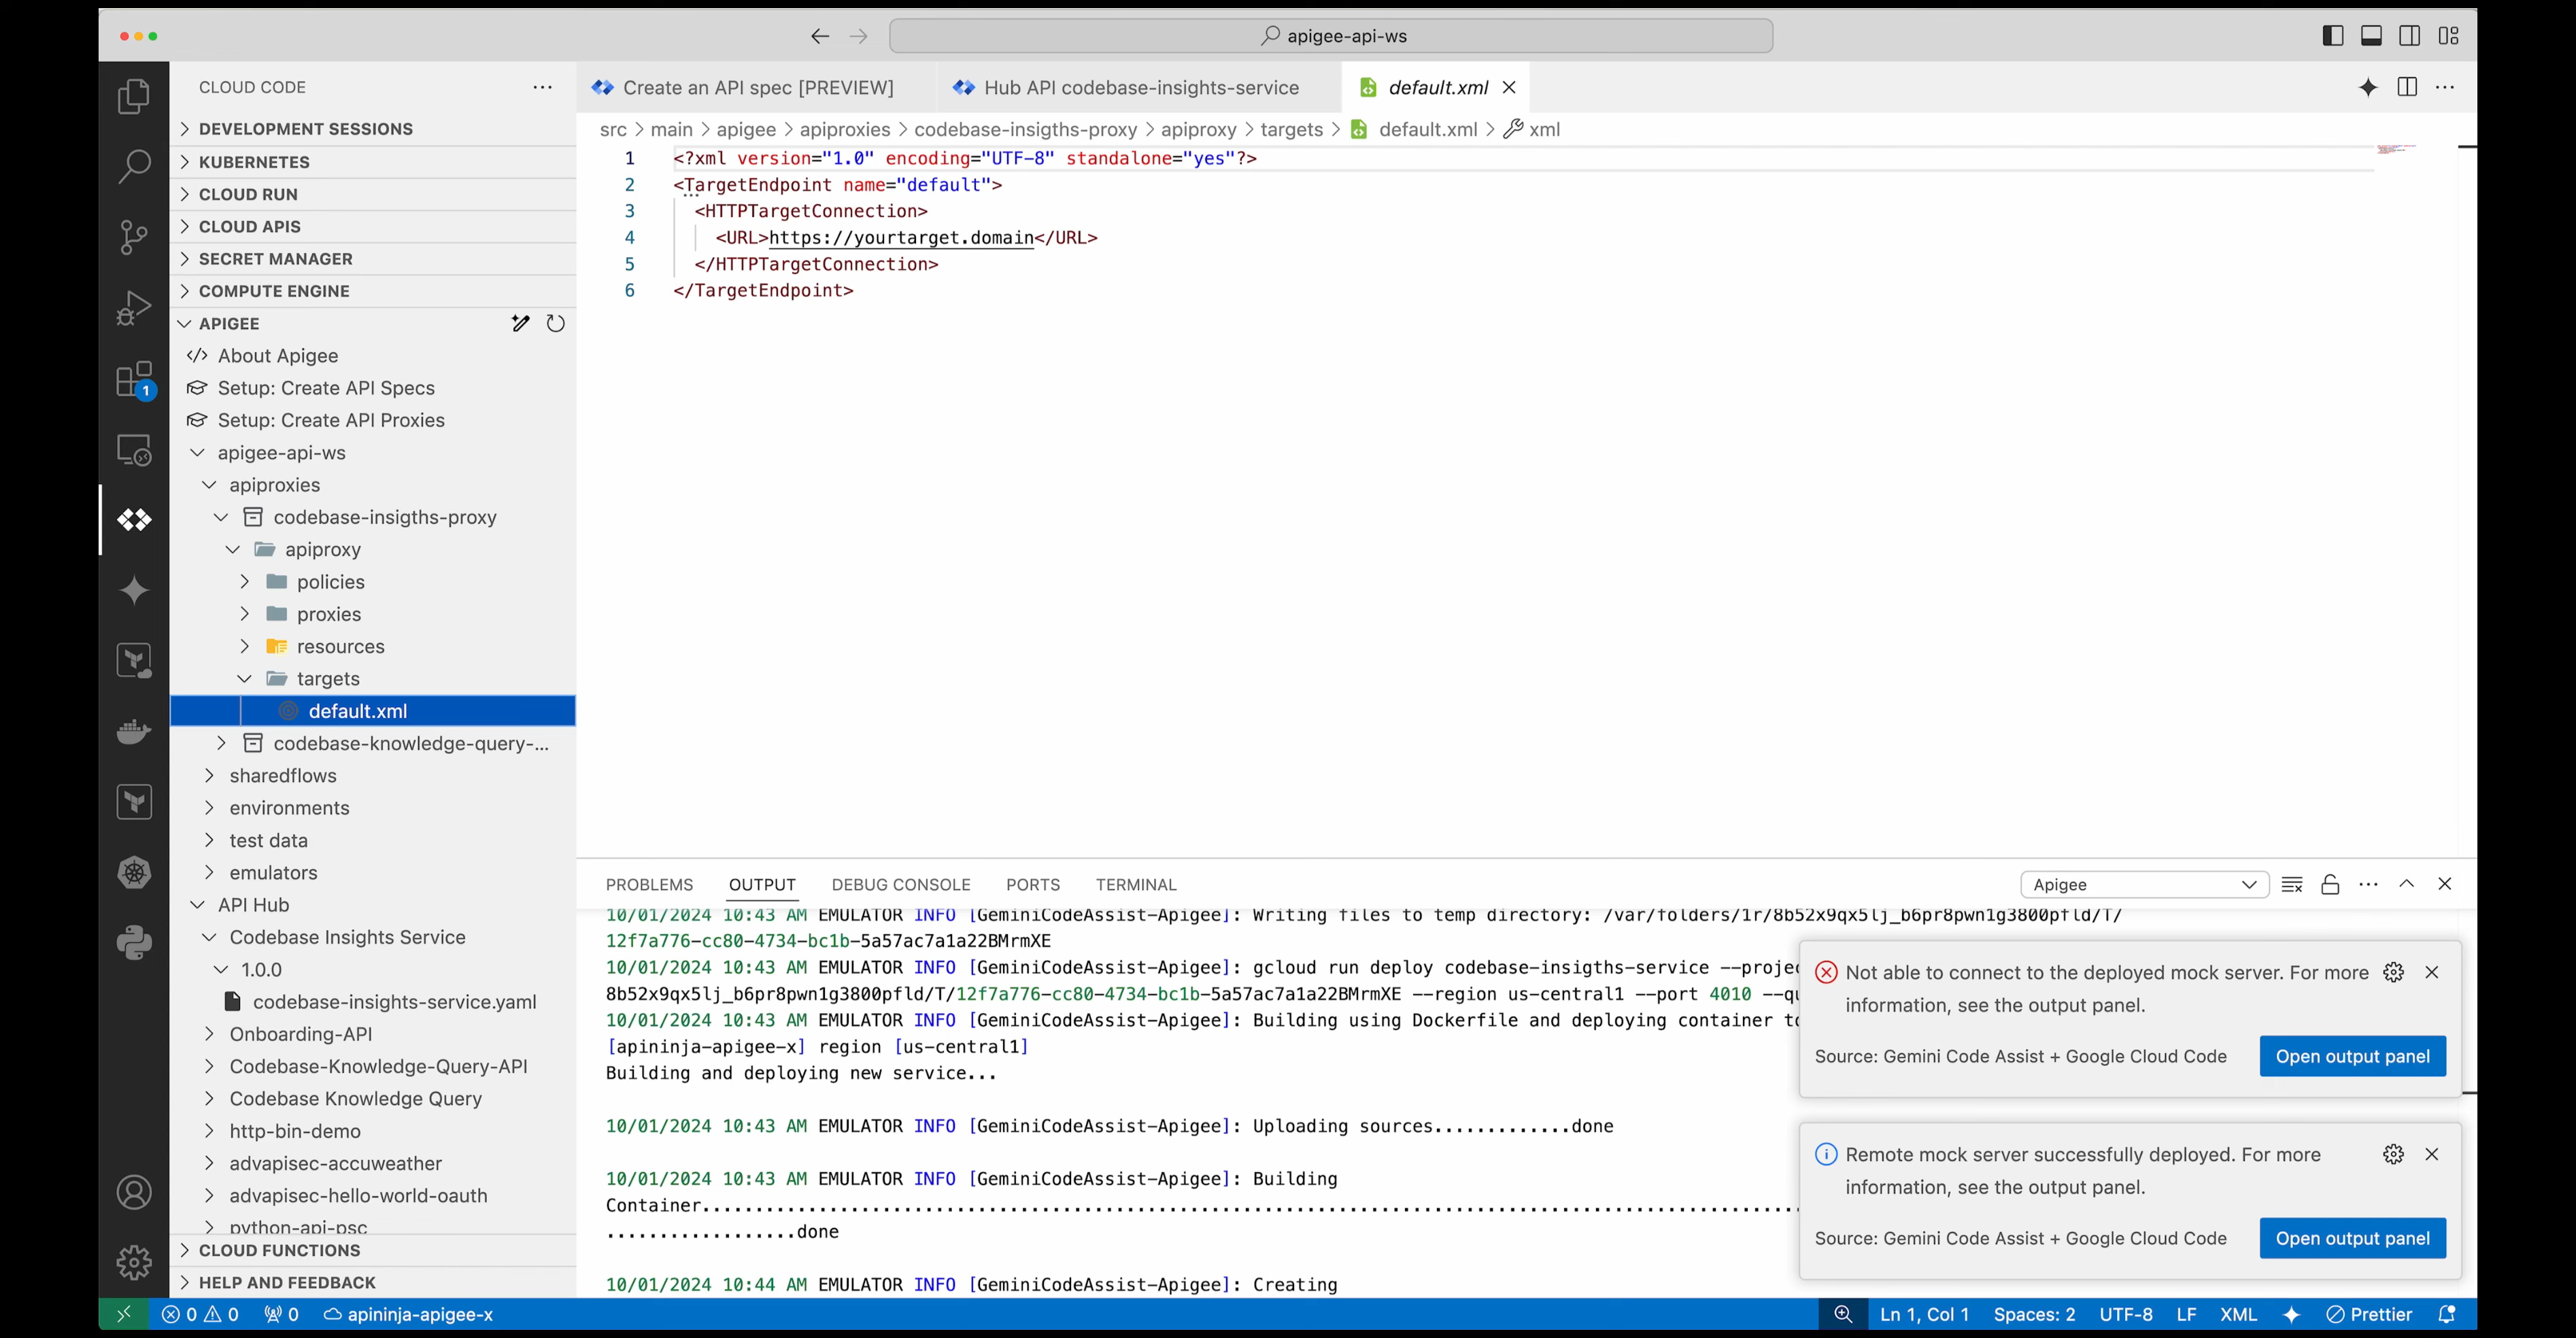 apigee-api-ws
CLOUD CODE
DEVELOPMENT SESSIONS
KUBERNETES
CLOUD RUN
CLOUD APIS
SECRET MANAGER
COMPUTE ENGINE
APIGEE
About Apigee
Setup: Create API Specs
Setup: Create API Proxies
apigee-api-ws
apiproxies
codebase-insigths-proxy
apiproxy
policies
proxies
resources
targets
default.xml
codebase-knowledge-query-...
sharedflows
environments
test data
emulators
API Hub
Codebase Insights Service
1.0.0
codebase-insights-service.yaml
Onboarding-API
Codebase-Knowledge-Query-API
Codebase Knowledge Query
http-bin-demo
advapisec-accuweather
advapisec-hello-world-oauth
python-api-psc
CLOUD FUNCTIONS
HELP AND FEEDBACK
1
Create an API spec [PREVIEW]
Hub API codebase-insights-service
default.xml
src > main > apigee > apiproxies > codebase-insigths-proxy > apiproxy > targets > default.xml > xml
1 <?xml version="1.0" encoding="UTF-8" standalone="yes"?>
2 <TargetEndpoint name="default">
3 <HTTPTargetConnection>
4 <URL>https://yourtarget.domain</URL>
5 </HTTPTargetConnection>
6 </TargetEndpoint>
PROBLEMS OUTPUT DEBUG CONSOLE PORTS TERMINAL
Apigee
10/01/2024 10:43 AM EMULATOR INFO [GeminiCodeAssist-Apigee]: Writing files to temp directory: /var/folders/1r/8b52x9qx5lj_b6pr8pwn1g3800pfld/T/
12f7a776-cc80-4734-bc1b-5a57ac7a1a22BMrmXE
10/01/2024 10:43 AM EMULATOR INFO [GeminiCodeAssist-Apigee]: gcloud run deploy codebase-insigths-service --projec
8b52x9qx5lj_b6pr8pwn1g3800pfld/T/12f7a776-cc80-4734-bc1b-5a57ac7a1a22BMrmXE --region us-central1 --port 4010 --qu
10/01/2024 10:43 AM EMULATOR INFO [GeminiCodeAssist-Apigee]: Building using Dockerfile and deploying container to
[apininja-apigee-x] region [us-central1]
Building and deploying new service...
10/01/2024 10:43 AM EMULATOR INFO [GeminiCodeAssist-Apigee]: Uploading sources.............done
10/01/2024 10:43 AM EMULATOR INFO [GeminiCodeAssist-Apigee]: Building
Container.......................................................................................................
..................done
10/01/2024 10:44 AM EMULATOR INFO [GeminiCodeAssist-Apigee]: Creating
Not able to connect to the deployed mock server. For more
information, see the output panel.
Source: Gemini Code Assist + Google Cloud Code
Open output panel
Remote mock server successfully deployed. For more
information, see the output panel.
Source: Gemini Code Assist + Google Cloud Code
Open output panel
0 0 0 apininja-apigee-x
Ln 1, Col 1 Spaces: 2 UTF-8 LF XML Prettier